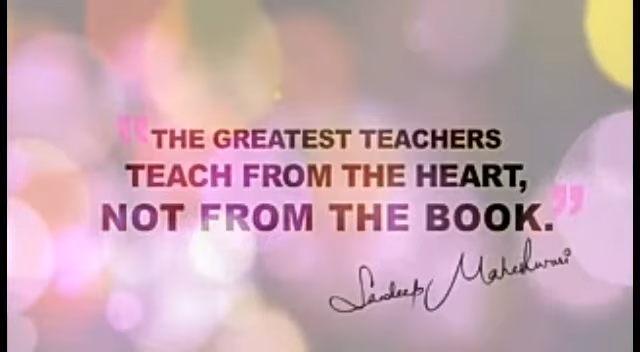 "THE GREATEST TEACHERS
TEACH FROM THE HEART,
NOT FROM THE BOOK."
Sandeep Maheshwari